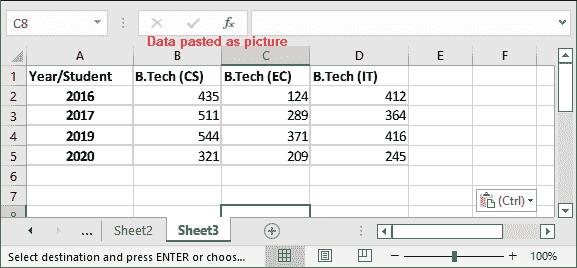 C8 fx
Data pasted as picture
A B C D E F
1 Year/Student B.Tech (CS) B.Tech (EC) B.Tech (IT)
2 2016 435 124 412
3 2017 511 289 364
4 2019 544 371 416
5 2020 321 209 245
6
7
(Ctrl)
8
... Sheet2 Sheet3
Select destination and press ENTER or choos... 100%